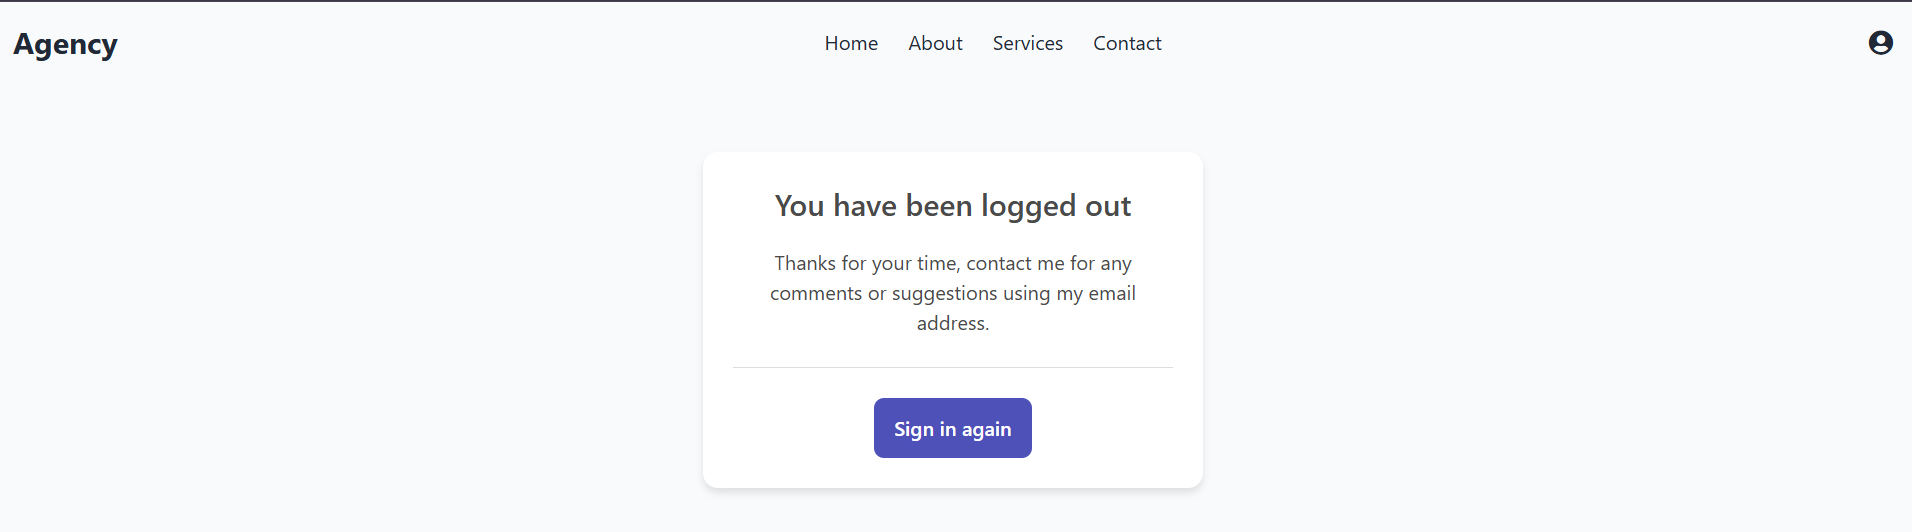 Agency
Home About Services Contact
You have been logged out
Thanks for your time, contact me for any
comments or suggestions using my email
address.
Sign in again